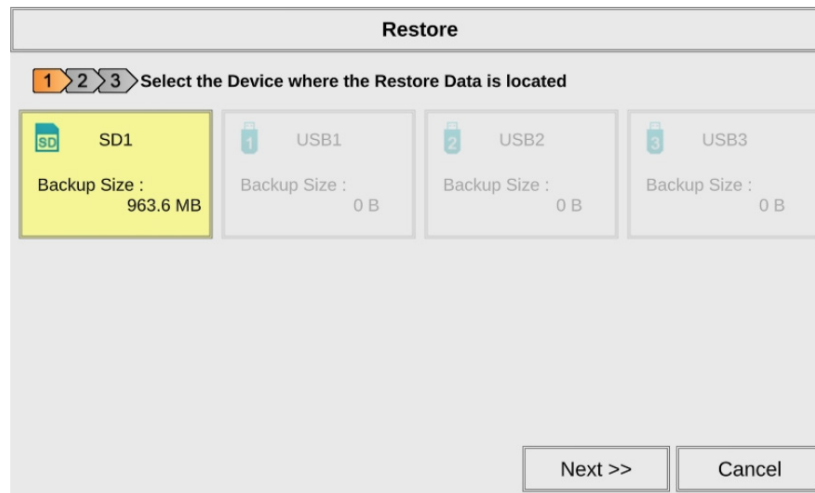 Restore
1 2 3 Select the Device where the Restore Data is located
SD SD1
Backup Size :
963.6 MB
1 USB1
Backup Size :
0 B
2 USB2
Backup Size :
0 B
3 USB3
Backup Size :
0 B
Next >>
Cancel